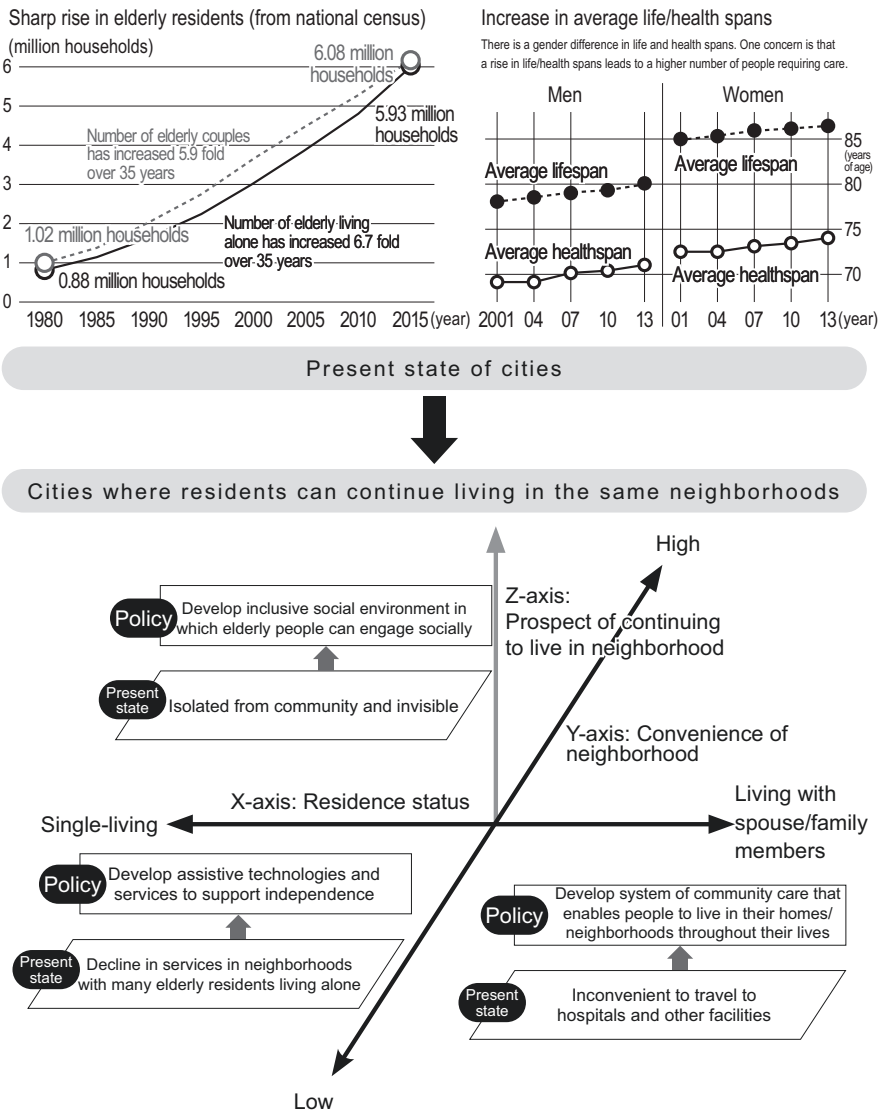 Sharp rise in elderly residents (from national census)
(million households)
6
5
4
3
2
1
0
6.08 million
households
5.93 million
households
Number of elderly couples
has increased 5.9 fold
over 35 years
1.02 million households
Number of elderly living
alone has increased 6.7 fold
over 35 years
0.88 million households
1980 1985 1990 1995 2000 2005 2010 2015 (year)
Increase in average life/health spans
There is a gender difference in life and health spans. One concern is that
a rise in life/health spans leads to a higher number of people requiring care.
Men
Women
Average lifespan
Average lifespan
Average healthspan
Average healthspan
85
(years
of age)
80
75
70
2001 04 07 10 13 01 04 07 10 13 (year)
Present state of cities
Cities where residents can continue living in the same neighborhoods
High
Z-axis:
Prospect of continuing
to live in neighborhood
Policy
Develop inclusive social environment in
which elderly people can engage socially
Present
state
Isolated from community and invisible
Y-axis: Convenience of
neighborhood
X-axis: Residence status
Single-living
Living with
spouse/family
members
Policy
Develop assistive technologies and
services to support independence
Present
state
Decline in services in neighborhoods
with many elderly residents living alone
Policy
Develop system of community care that
enables people to live in their homes/
neighborhoods throughout their lives
Present
state
Inconvenient to travel to
hospitals and other facilities
Low